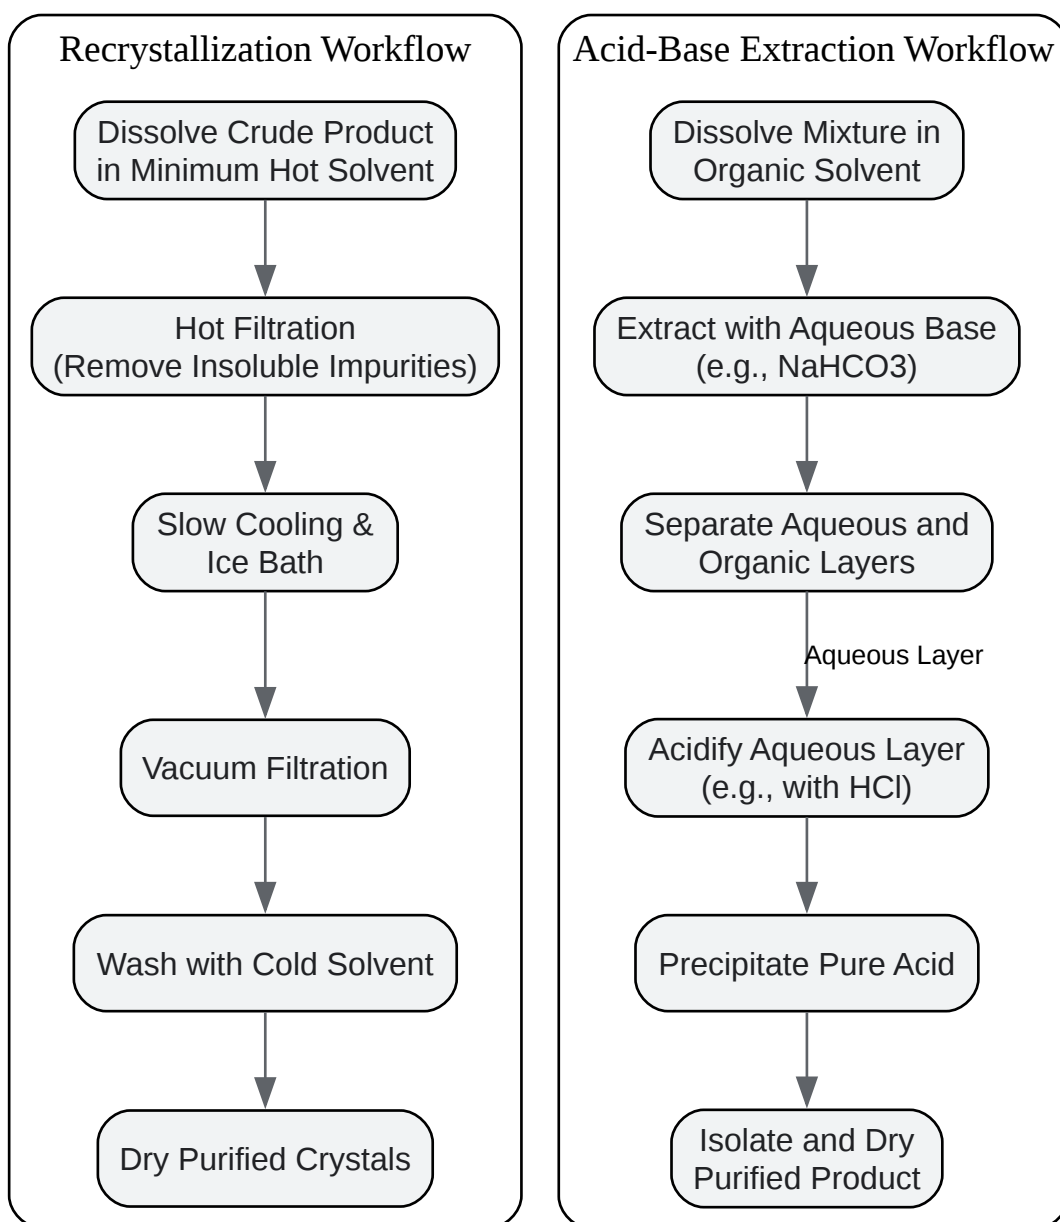 Recrystallization Workflow
Dissolve Crude Product
in Minimum Hot Solvent
Hot Filtration
(Remove Insoluble Impurities)
Slow Cooling &
Ice Bath
Vacuum Filtration
Wash with Cold Solvent
Dry Purified Crystals
Acid-Base Extraction Workflow
Dissolve Mixture in
Organic Solvent
Extract with Aqueous Base
(e.g., NaHCO3)
Separate Aqueous and
Organic Layers
Aqueous Layer
Acidify Aqueous Layer
(e.g., with HCl)
Precipitate Pure Acid
Isolate and Dry
Purified Product